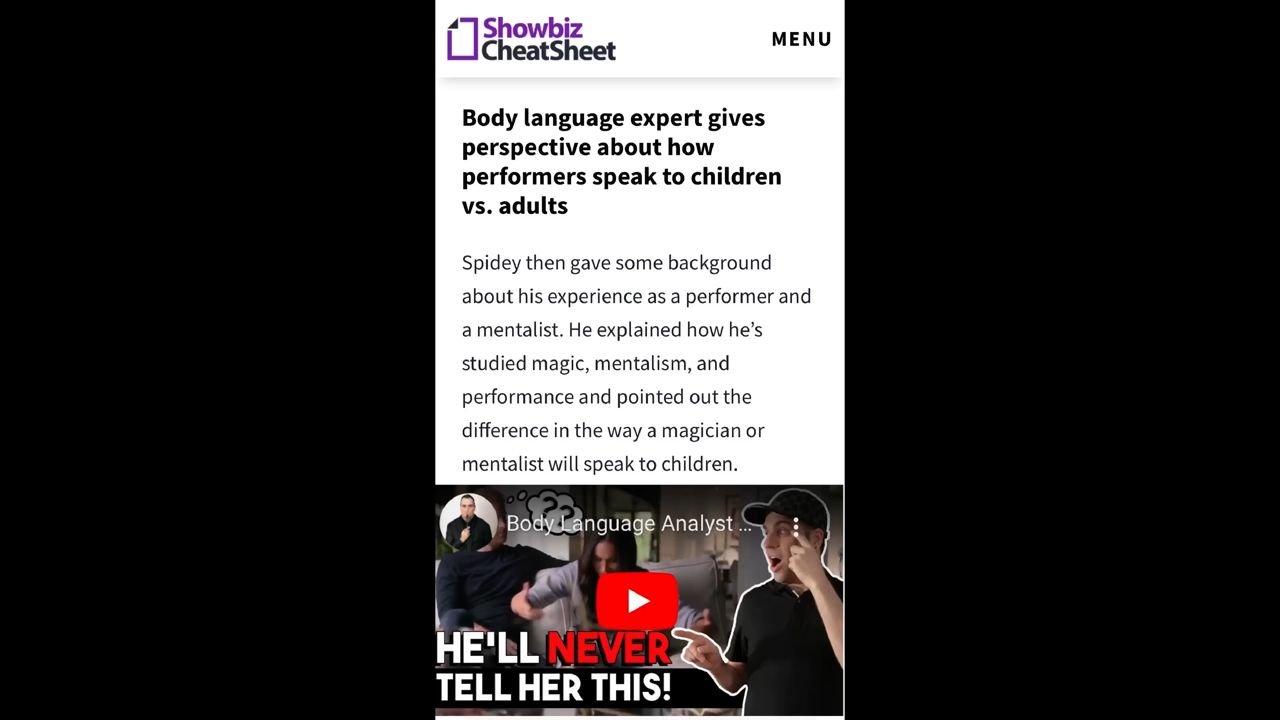 Showbiz
CheatSheet
MENU
Body language expert gives
perspective about how
performers speak to children
vs. adults
Spidey then gave some background
about his experience as a performer and
a mentalist. He explained how he’s
studied magic, mentalism, and
performance and pointed out the
difference in the way a magician or
mentalist will speak to children.
??
Body Language Analyst ...
HE'LL NEVER
TELL HER THIS!